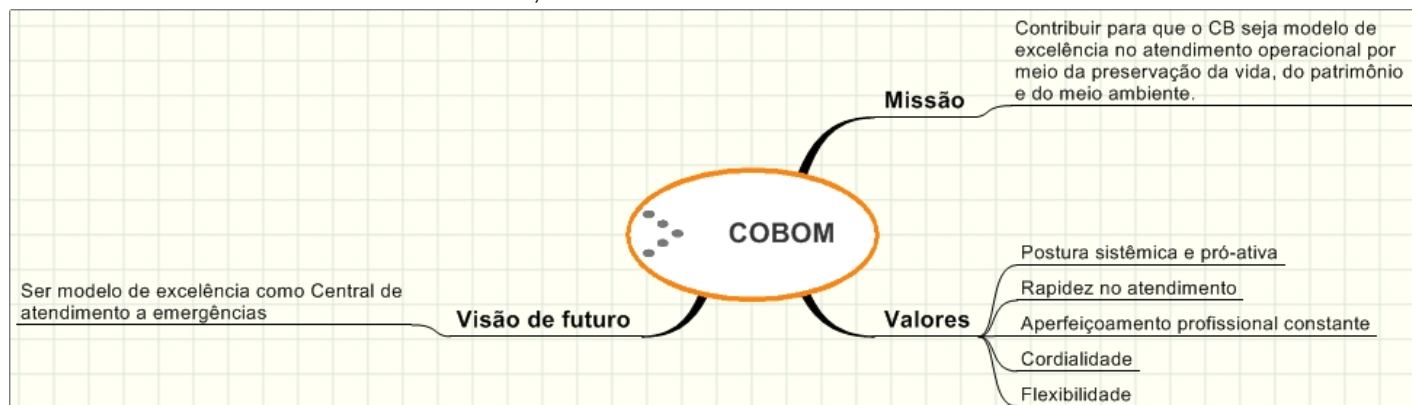 Contribuir para que o CB seja modelo de
excelência no atendimento operacional por
meio da preservação da vida, do patrimônio
e do meio ambiente.
Missão
COBOM
Ser modelo de excelência como Central de
atendimento a emergências
Visão de futuro
Valores
Postura sistêmica e pró-ativa
Rapidez no atendimento
Aperfeiçoamento profissional constante
Cordialidade
Flexibilidade